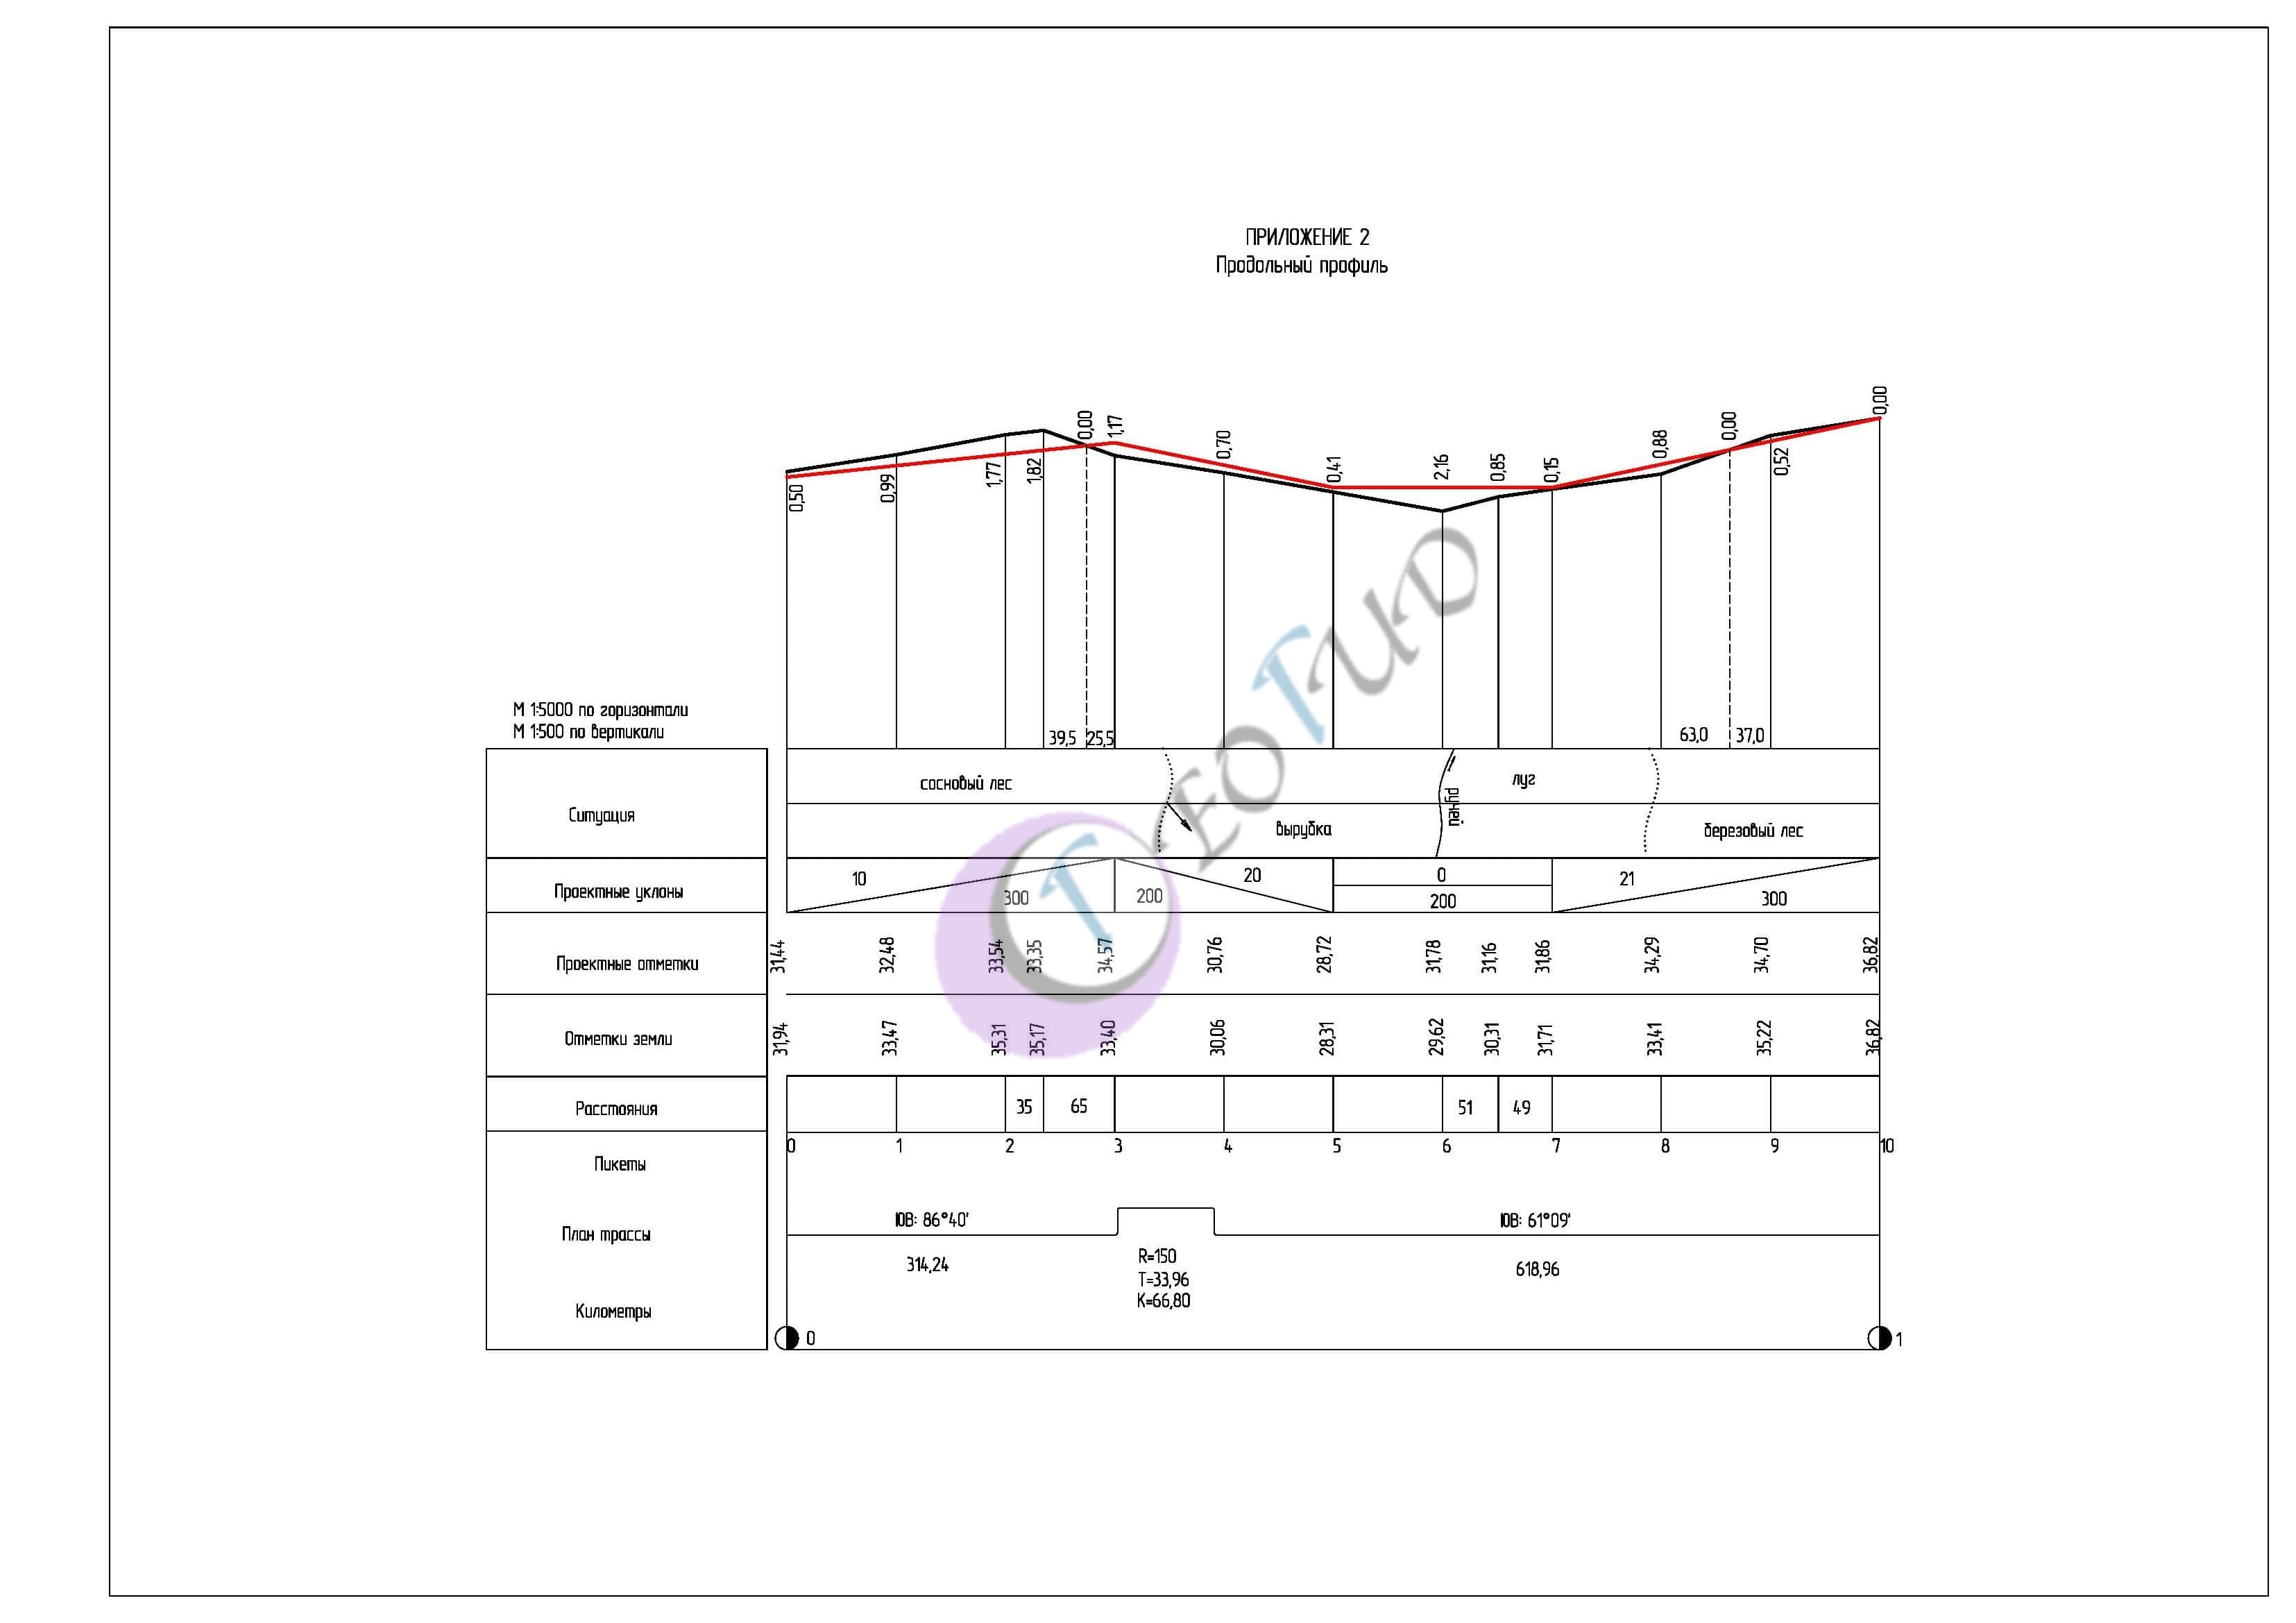 ПРИЛОЖЕНИЕ 2
Продольный профиль
0,50 0,99 1,77 1,82 0,00 1,17 0,70 0,41 2,16 0,85 0,15 0,88 0,00 0,52 0,00
М 1:5000 по горизонтали
М 1:500 по вертикали
39,5 25,5 63,0 37,0
Ситуация
сосновый лес луг
ручей
вырубка березовый лес
Проектные уклоны
10 20 0 21
300 200 200 300
Проектные отметки 31,44 32,48 33,54 33,35 34,57 30,76 28,72 31,78 31,16 31,86 34,29 34,70 36,82
Отметки земли 31,94 33,47 35,31 35,17 33,40 30,06 28,31 29,62 30,31 31,71 33,41 35,22 36,82
Расстояния 35 65 51 49
Пикеты 0 1 2 3 4 5 6 7 8 9 10
План трассы
ЮВ: 86°40' ЮВ: 61°09'
314,24 618,96
R=150
T=33,96
K=66,80
Километры
0 1
ГЕОГИД